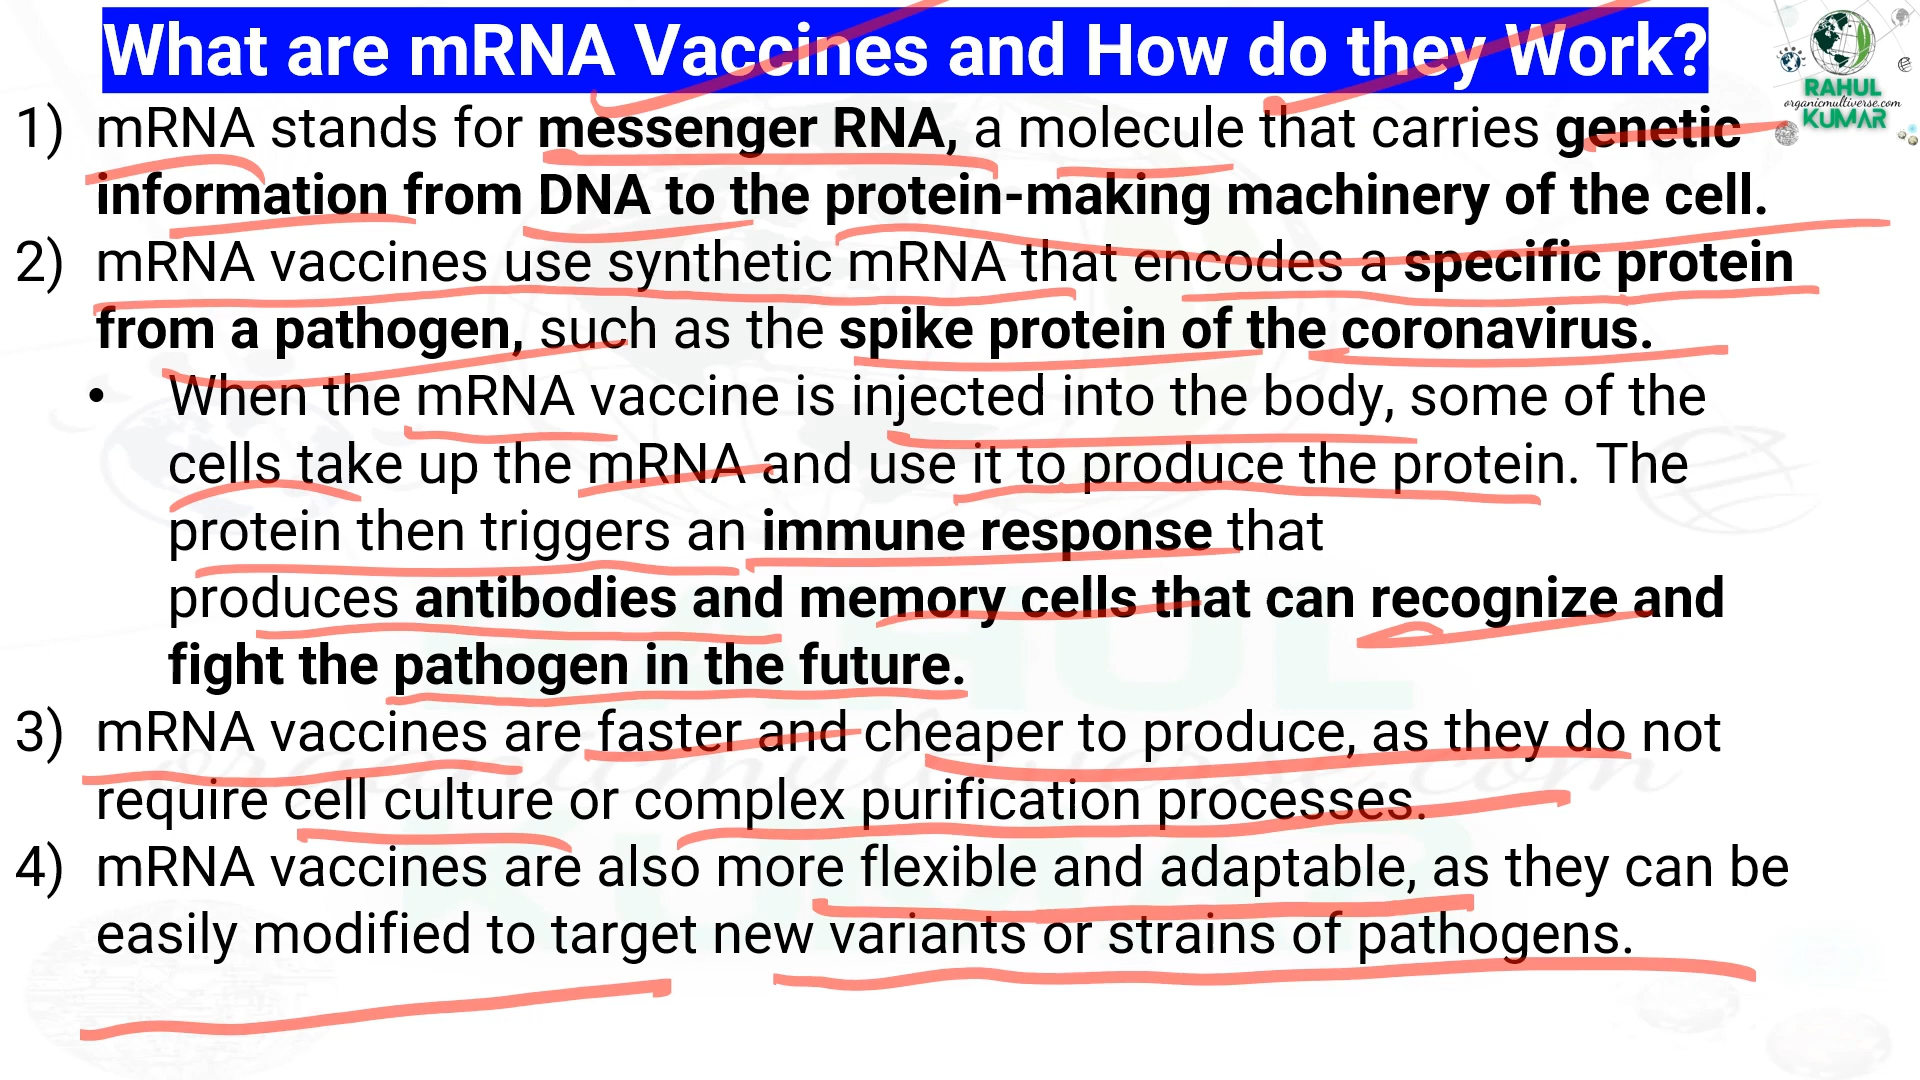 What are mRNA Vaccines and How do they Work?
RAHUL
organicmultiverse.com
KUMAR
1) mRNA stands for messenger RNA, a molecule that carries genetic
information from DNA to the protein-making machinery of the cell.
2) mRNA vaccines use synthetic mRNA that encodes a specific protein
from a pathogen, such as the spike protein of the coronavirus.
• When the mRNA vaccine is injected into the body, some of the
cells take up the mRNA and use it to produce the protein. The
protein then triggers an immune response that
produces antibodies and memory cells that can recognize and
fight the pathogen in the future.
3) mRNA vaccines are faster and cheaper to produce, as they do not
require cell culture or complex purification processes.
4) mRNA vaccines are also more flexible and adaptable, as they can be
easily modified to target new variants or strains of pathogens.
RAHUL
organicmultiverse.com
KUMAR